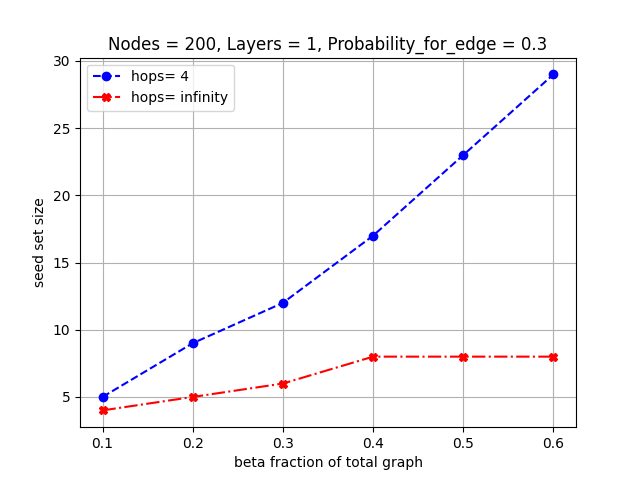 Nodes = 200, Layers = 1, Probability_for_edge = 0.3
hops= 4
hops= infinity
30
25
20
15
10
5
seed set size
0.1 0.2 0.3 0.4 0.5 0.6
beta fraction of total graph